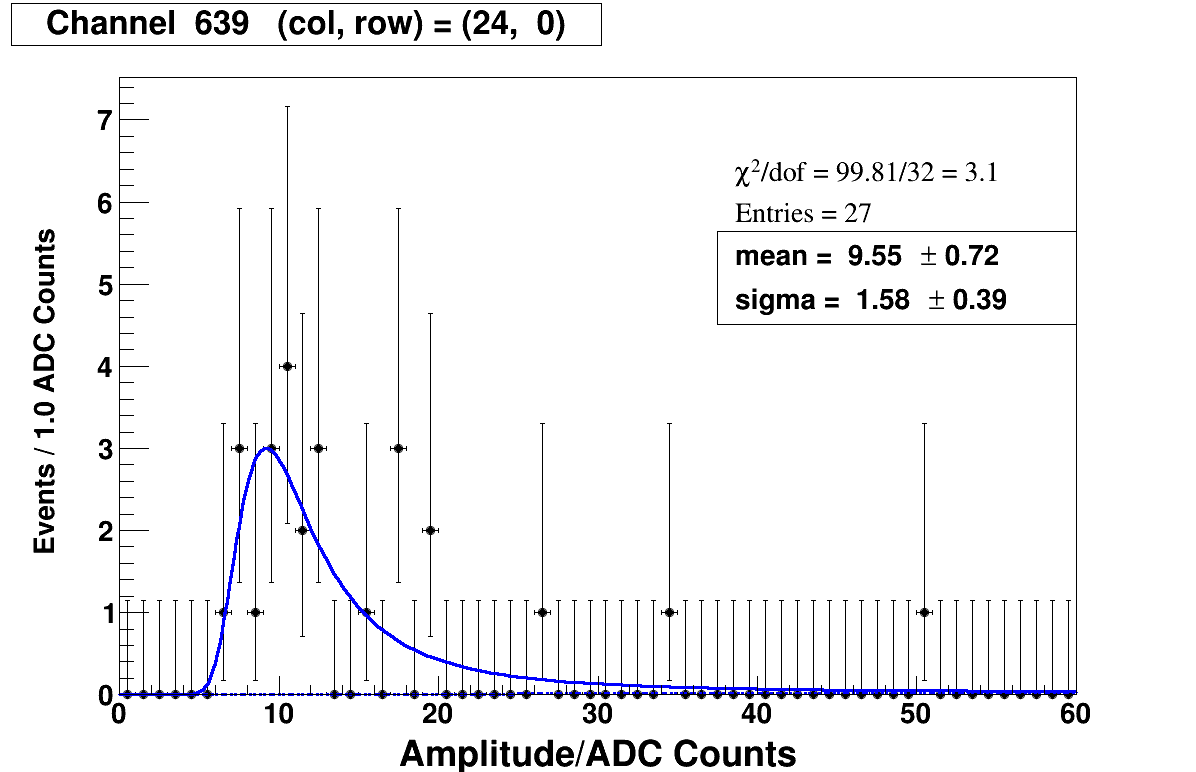 Channel 639 (col, row) = (24, 0)
χ²/dof = 99.81/32 = 3.1
Entries = 27
mean = 9.55 ± 0.72
sigma = 1.58 ± 0.39
Events / 1.0 ADC Counts
7
6
5
4
3
2
1
0
0 10 20 30 40 50 60
Amplitude/ADC Counts